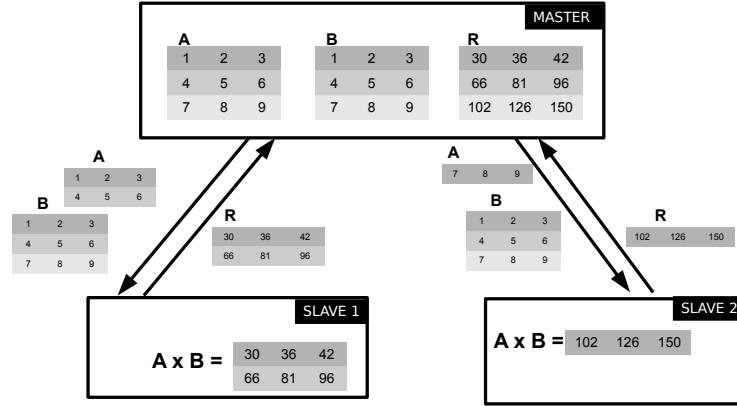 MASTER
A B R
1 2 3 1 2 3 30 36 42
4 5 6 4 5 6 66 81 96
7 8 9 7 8 9 102 126 150
A
1 2 3
4 5 6
B
1 2 3
4 5 6
7 8 9
R
30 36 42
66 81 96
A
7 8 9
B
1 2 3
4 5 6
7 8 9
R
102 126 150
SLAVE 1
A x B =
30 36 42
66 81 96
SLAVE 2
A x B = 102 126 150